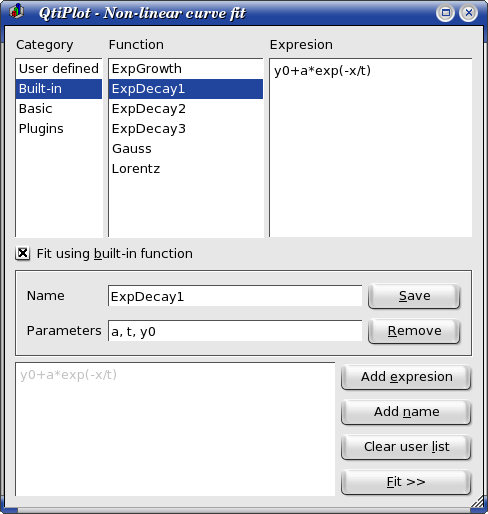 QtiPlot - Non-linear curve fit
Category Function Expresion
User defined
Built-in
Basic
Plugins
ExpGrowth
ExpDecay1
ExpDecay2
ExpDecay3
Gauss
Lorentz
y0+a*exp(-x/t)
Fit using built-in function
Name ExpDecay1 Save
Parameters a, t, y0 Remove
y0+a*exp(-x/t)
Add expresion
Add name
Clear user list
Fit >>